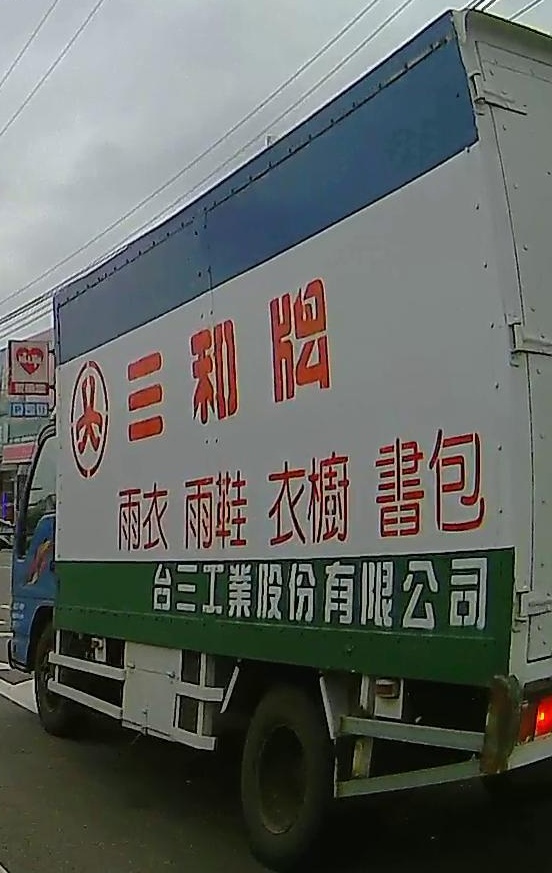 三和牌
雨衣 雨鞋 衣櫥 書包
台三工業股份有限公司